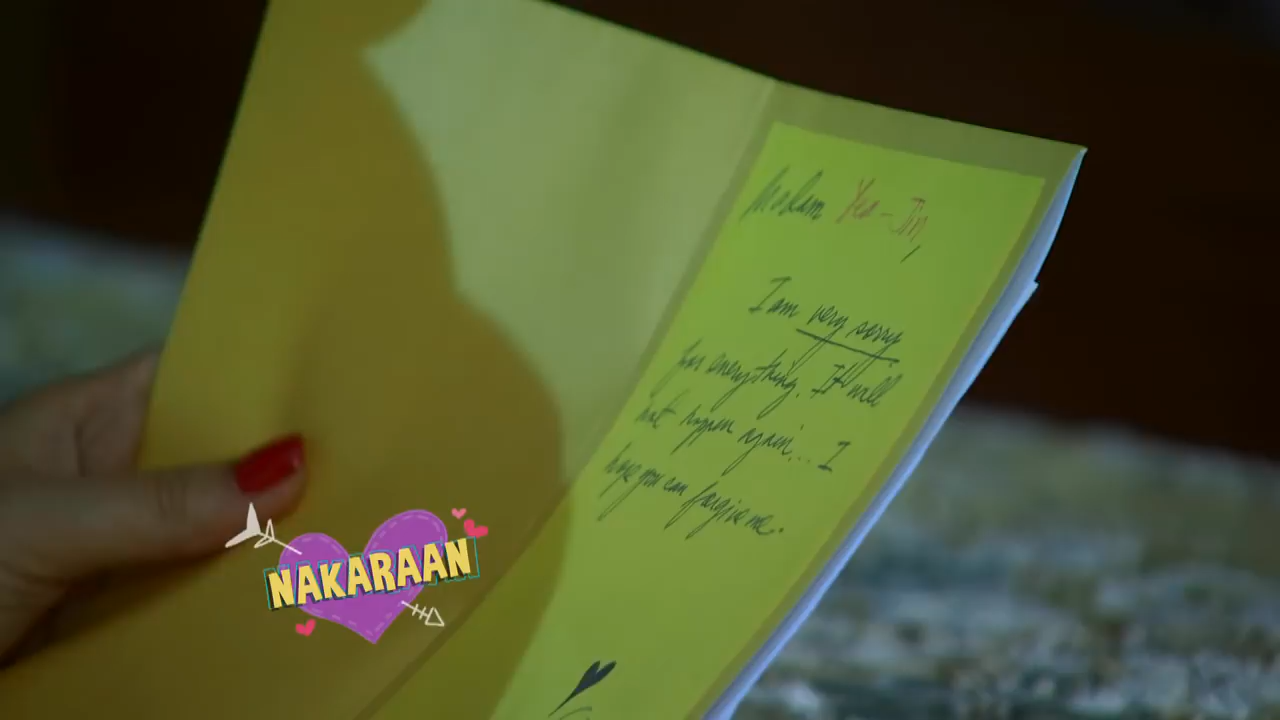 Madam Yeo-Jin,
I am very sorry
for everything. It will
not happen again... I
hope you can forgive me.
NAKARAAN